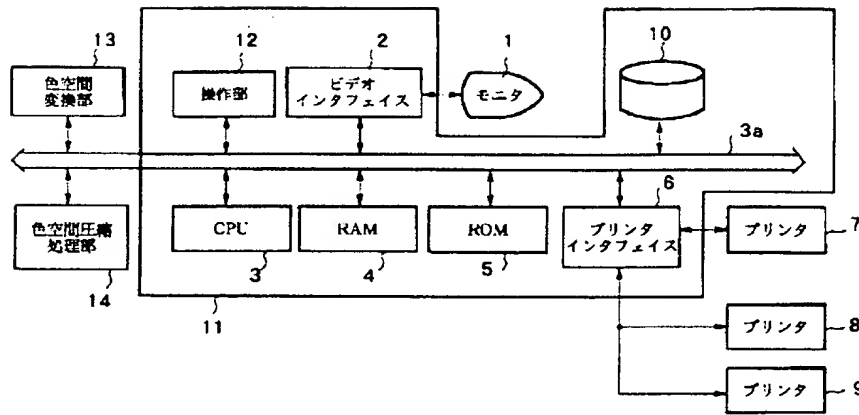 13
12
2
1
10
色空間
変換部
操作部
ビデオ
インタフェイス
モニタ
3a
6
色空間圧縮
処理部
CPU
RAM
ROM
プリンタ
インタフェイス
プリンタ
7
14
3
4
5
11
プリンタ
8
プリンタ
9